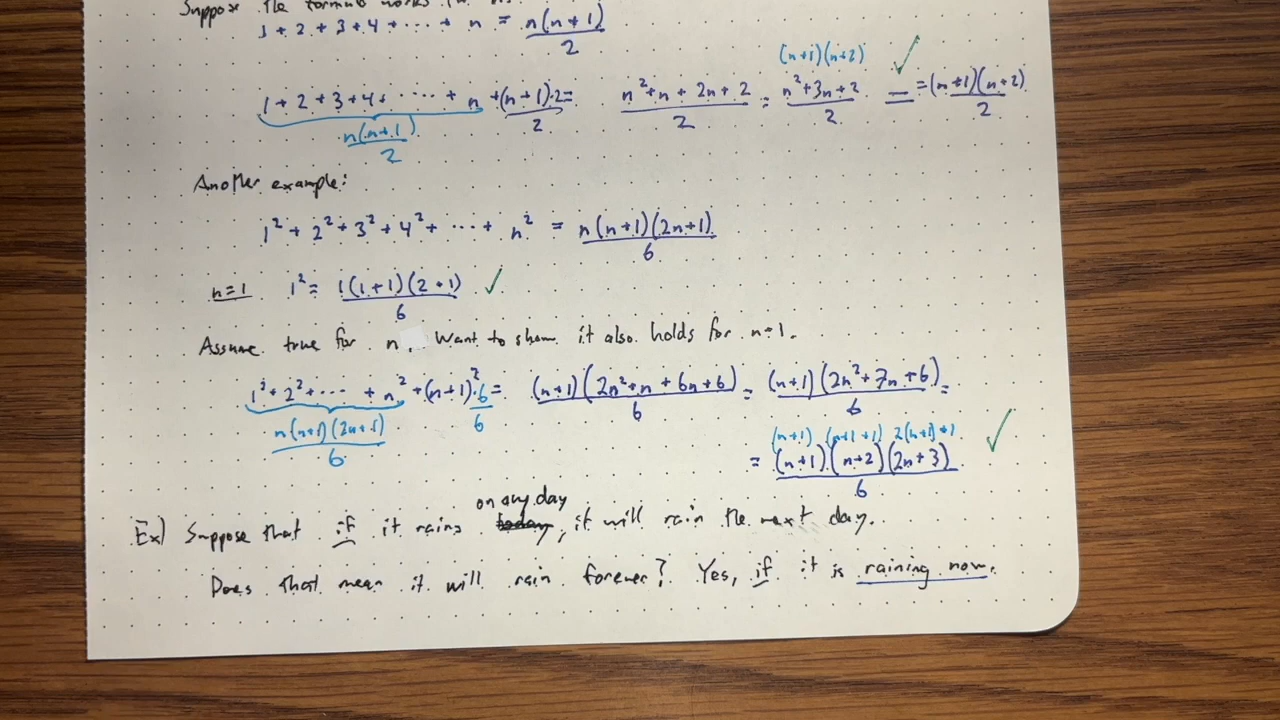 Suppose the formula works
1 + 2 + 3 + 4 + ... + n = n(n+1)/2
(n+1)(n+2) ✓
1 + 2 + 3 + 4 + ... + n + (n+1)·2/2 = (n²+n + 2n + 2)/2 = (n²+3n+2)/2 = (n+1)(n+2)/2
n(n+1)/2
Another example:
1² + 2² + 3² + 4² + ... + n² = n(n+1)(2n+1)/6
n=1 1² = 1(1+1)(2+1)/6 ✓
Assume true for n. Want to show it also holds for n+1.
1² + 2² + ... + n² + (n+1)²·6/6 = (n+1)(2n²+n + 6n+6)/6 = (n+1)(2n²+7n+6)/6 =
n(n+1)(2n+1)/6
(n+1) (n+1+1) 2(n+1)+1 ✓
= (n+1)(n+2)(2n+3)/6
on any day
Ex) Suppose that if it rains today, it will rain the next day.
Does that mean it will rain forever? Yes, if it is raining now.